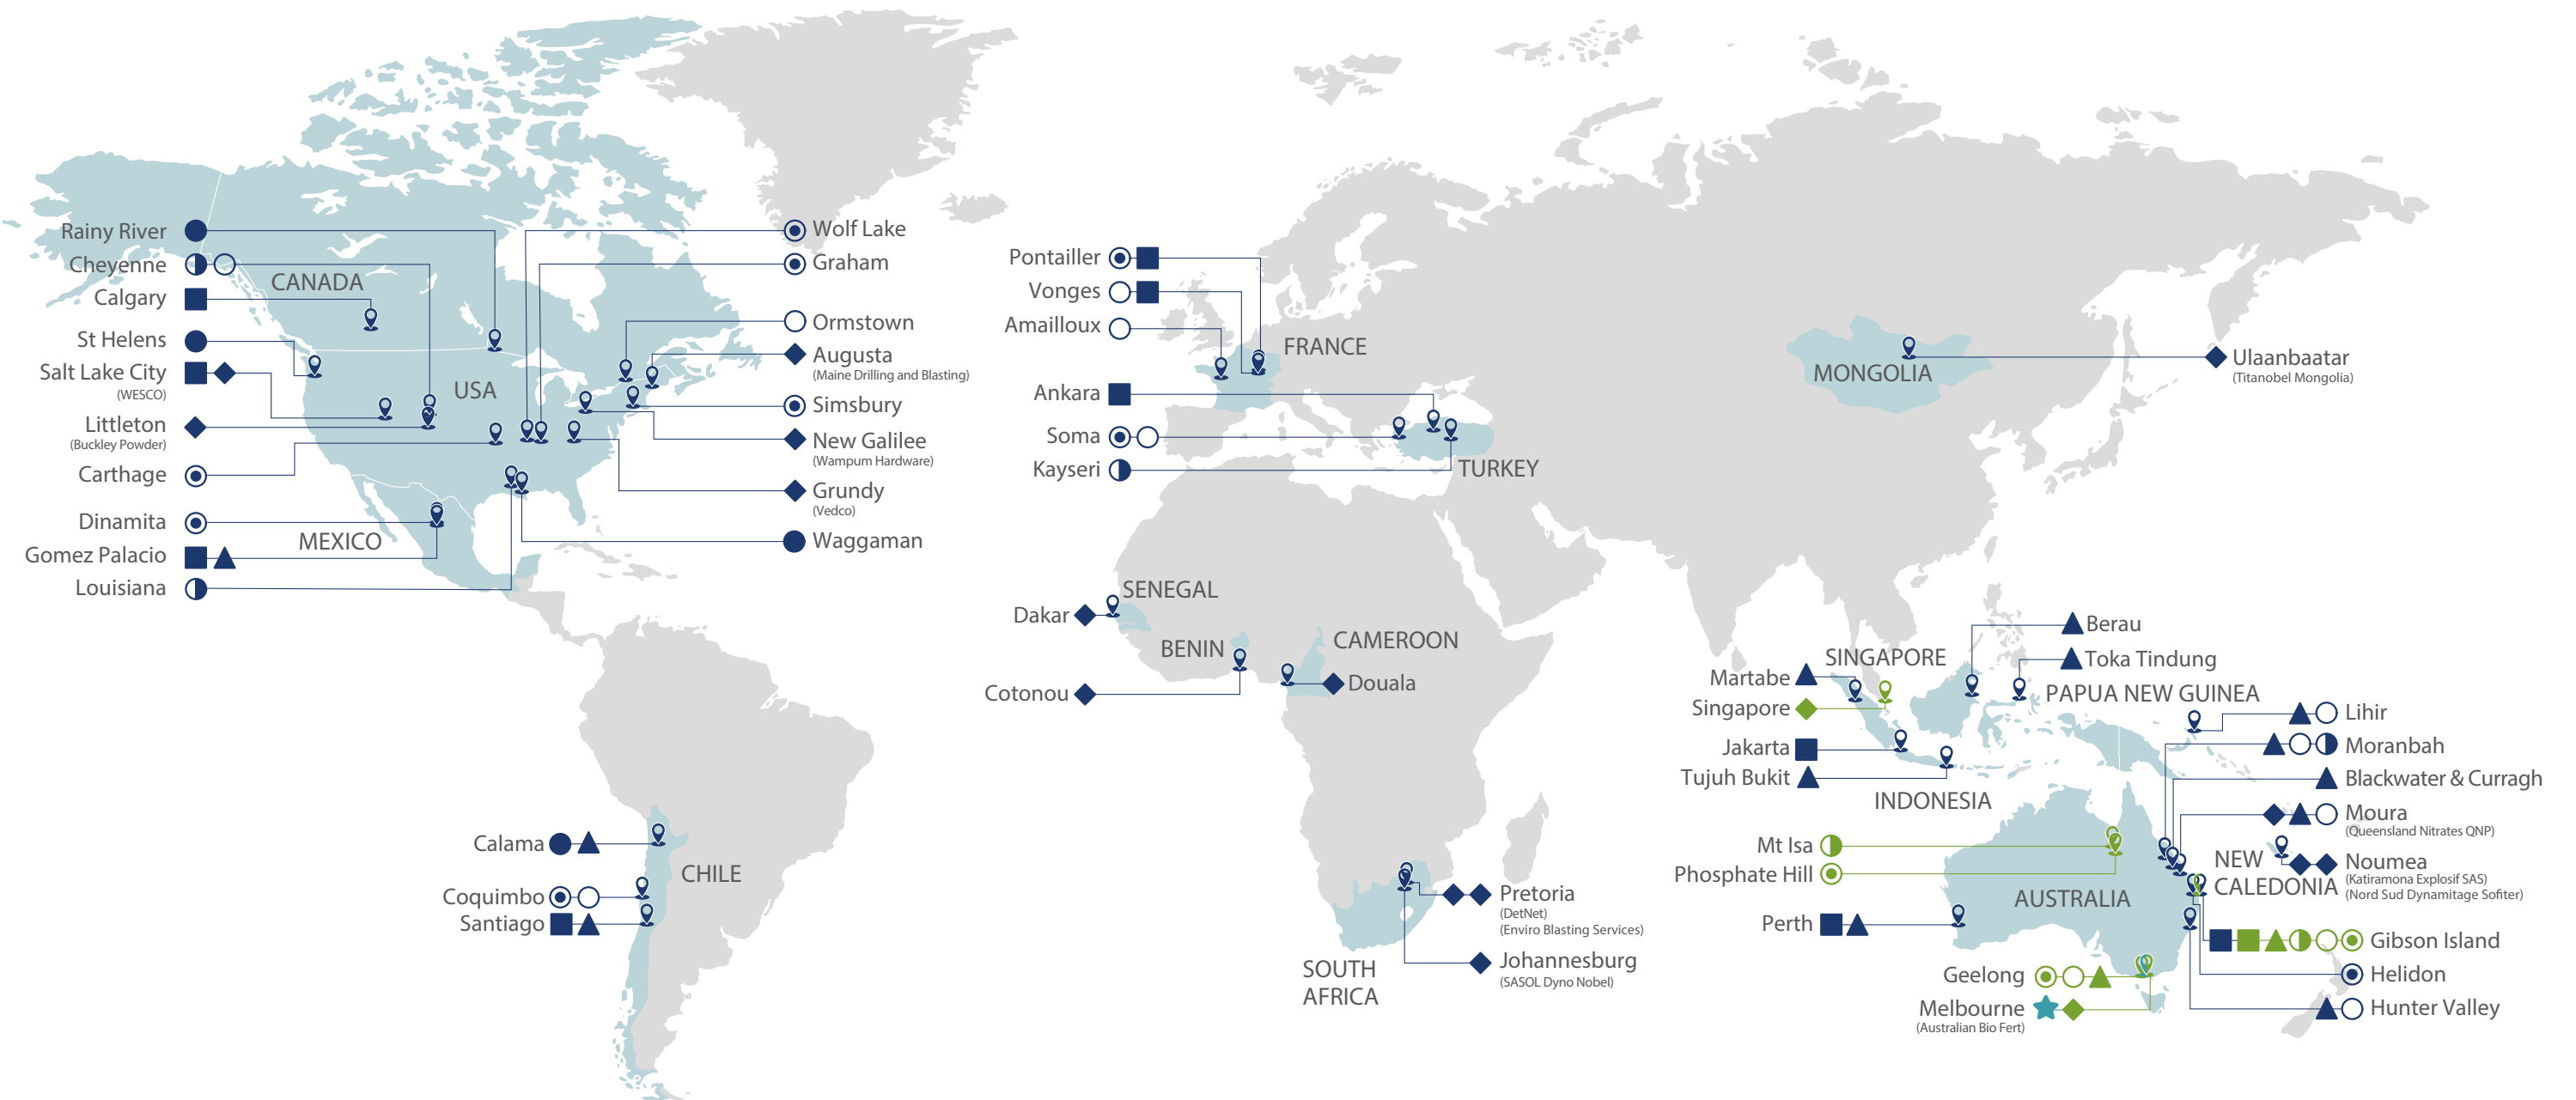 Rainy River
Cheyenne
Calgary
St Helens
Salt Lake City
(WESCO)
Littleton
(Buckley Powder)
Carthage
Dinamita
Gomez Palacio
Louisiana
CANADA
USA
MEXICO
Wolf Lake
Graham
Ormstown
Augusta
(Maine Drilling and Blasting)
Simsbury
New Galilee
(Wampum Hardware)
Grundy
(Vedco)
Waggaman
Calama
Coquimbo
Santiago
CHILE
Pontailler
Vonges
Amailloux
FRANCE
Ankara
Soma
Kayseri
TURKEY
SENEGAL
Dakar
BENIN
Cotonou
CAMEROON
Douala
Pretoria
(DetNet)
(Enviro Blasting Services)
Johannesburg
(SASOL Dyno Nobel)
SOUTH
AFRICA
MONGOLIA
Ulaanbaatar
(Titanobel Mongolia)
Berau
Toka Tindung
SINGAPORE
Martabe
Singapore
Jakarta
Tujuh Bukit
INDONESIA
PAPUA NEW GUINEA
Lihir
Moranbah
Blackwater & Curragh
Moura
(Queensland Nitrates QNP)
NEW
CALEDONIA
Noumea
(Katiramona Explosif SAS)
(Nord Sud Dynamitage Sofiter)
Mt Isa
Phosphate Hill
Perth
AUSTRALIA
Geelong
Melbourne
(Australian Bio Fert)
Gibson Island
Helidon
Hunter Valley